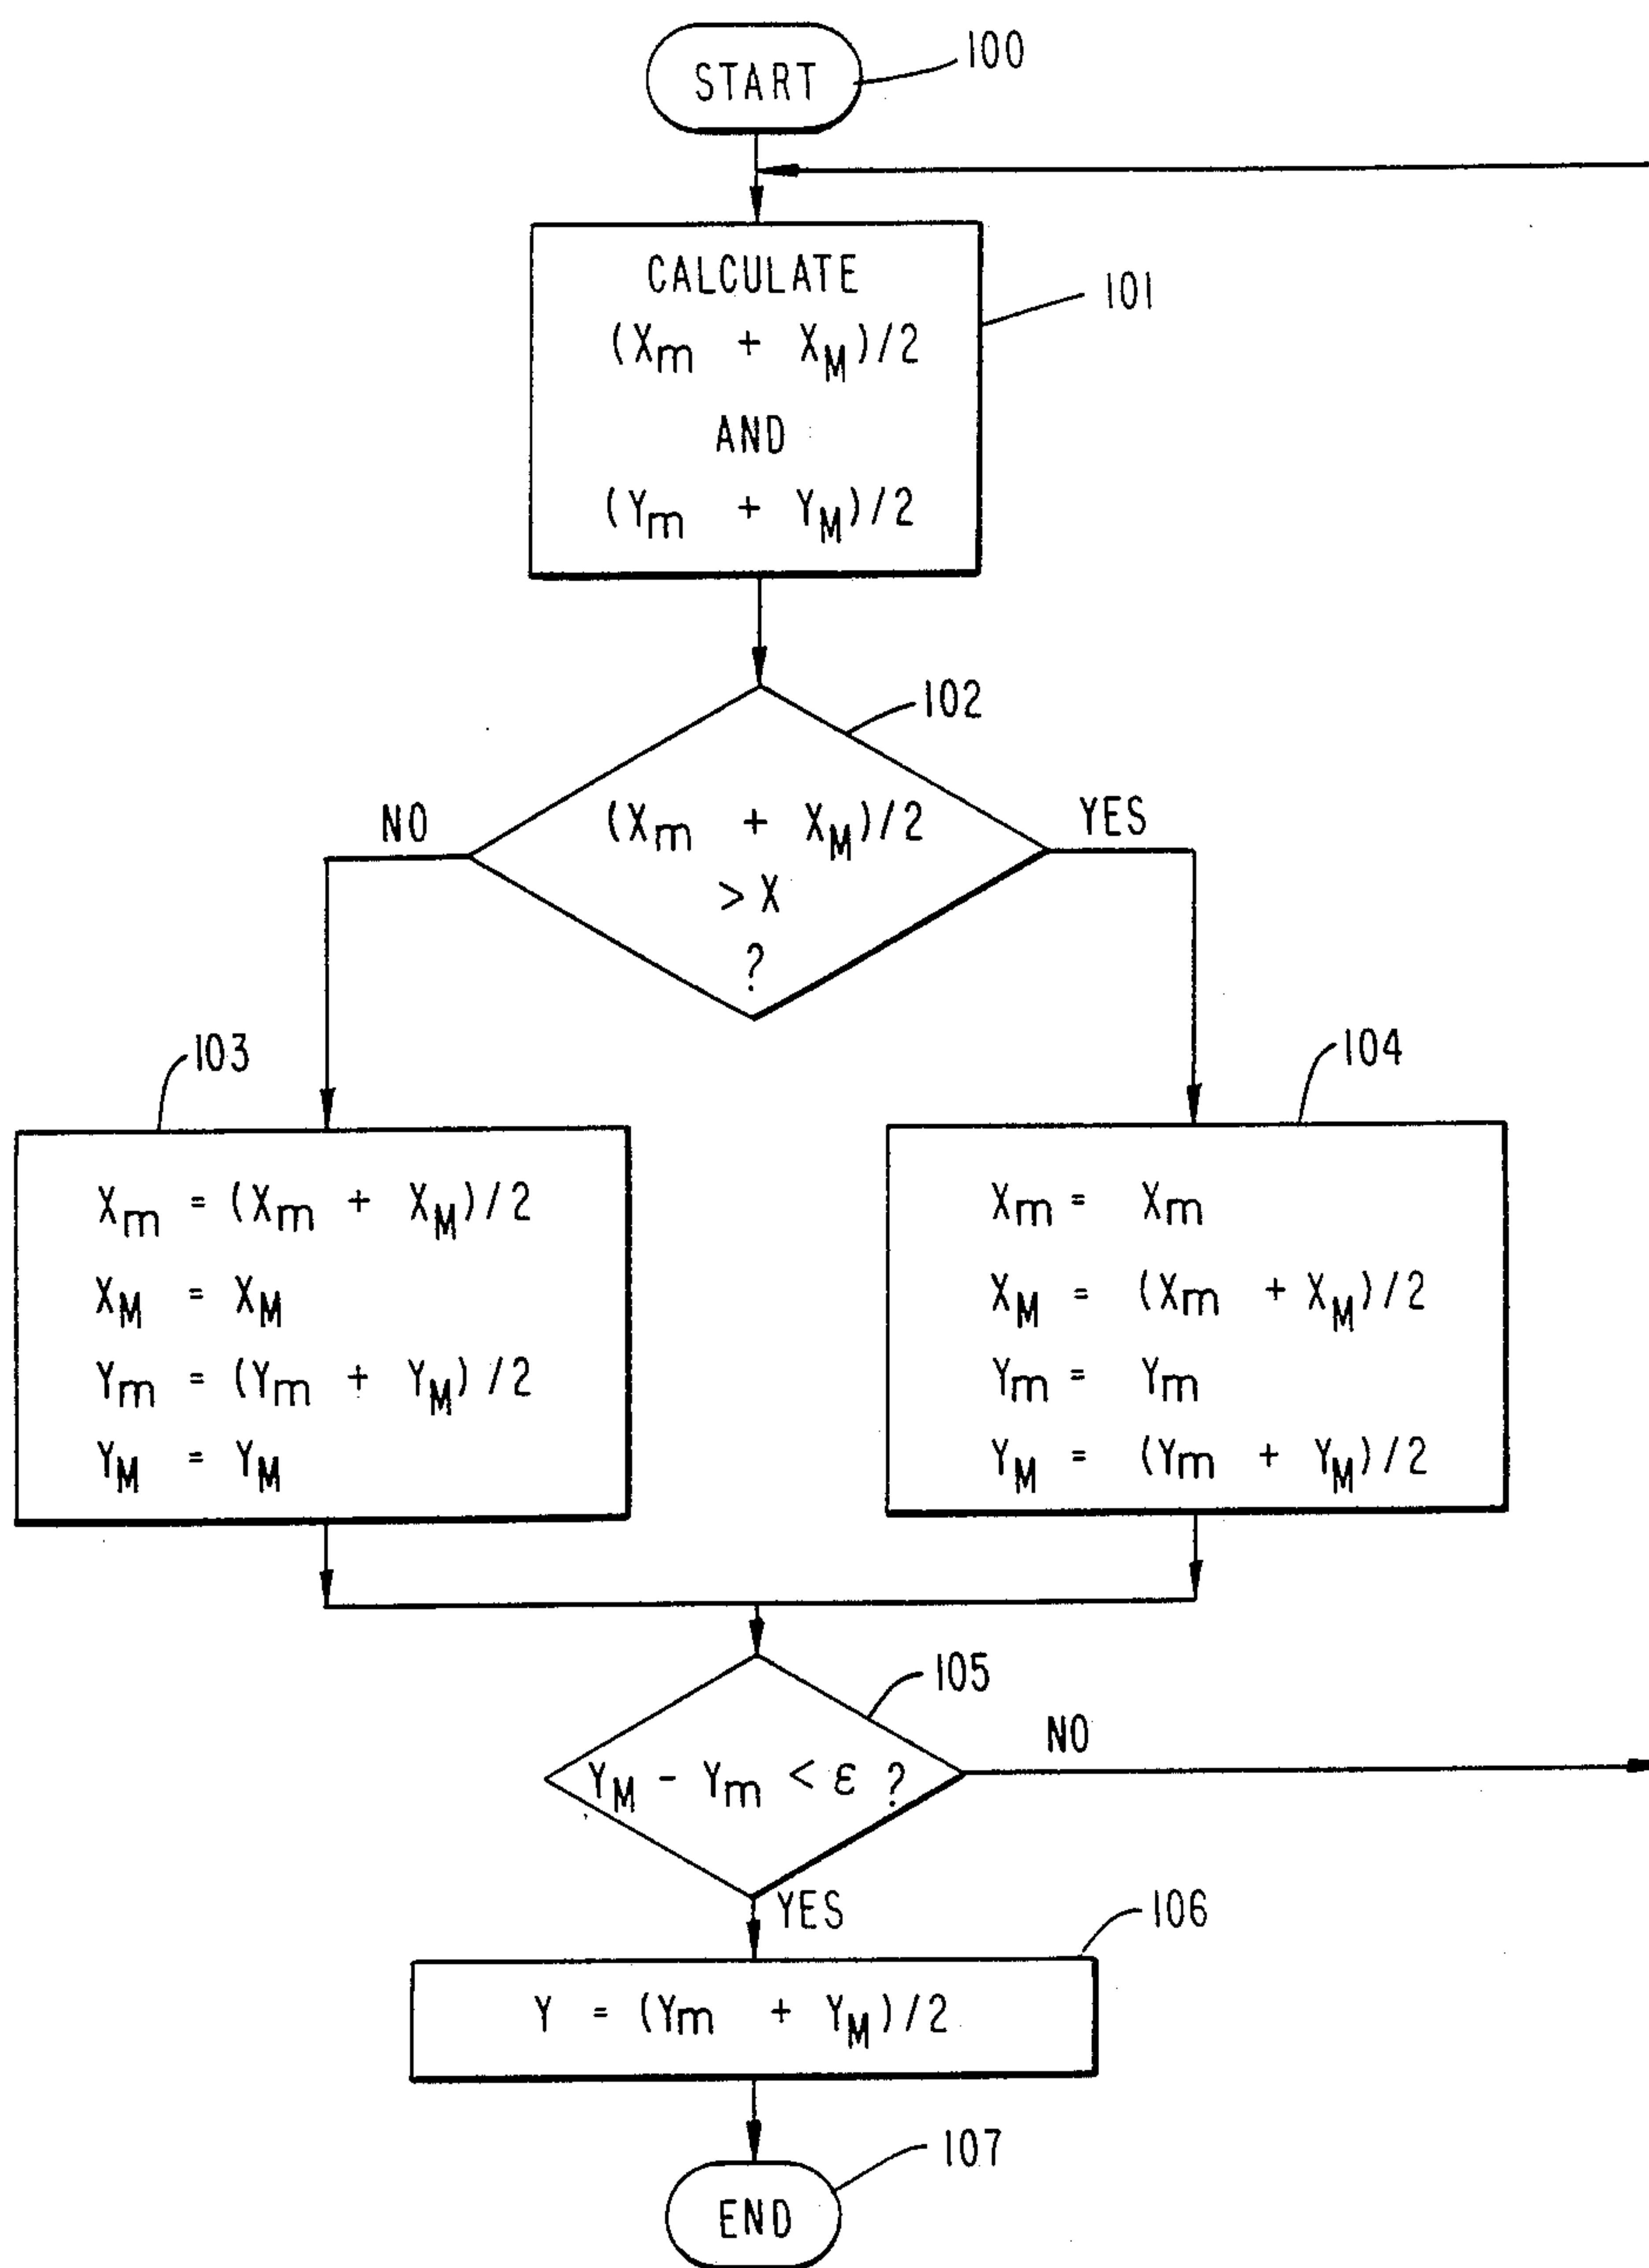 START
100
CALCULATE
(Xm + XM)/2
AND
(Ym + YM)/2
101
102
(Xm + XM)/2
> X
?
NO
YES
103
Xm = (Xm + XM)/2
XM = XM
Ym = (Ym + YM)/2
YM = YM
104
Xm = Xm
XM = (Xm + XM)/2
Ym = Ym
YM = (Ym + YM)/2
105
YM - Ym < ε ?
NO
YES
106
Y = (Ym + YM)/2
107
END